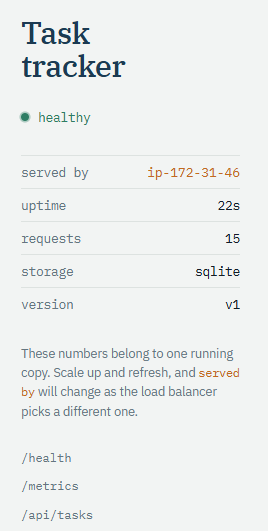 Task
tracker
healthy
served by ip-172-31-46
uptime 22s
requests 15
storage sqlite
version v1
These numbers belong to one running
copy. Scale up and refresh, and served
by will change as the load balancer
picks a different one.
/health
/metrics
/api/tasks